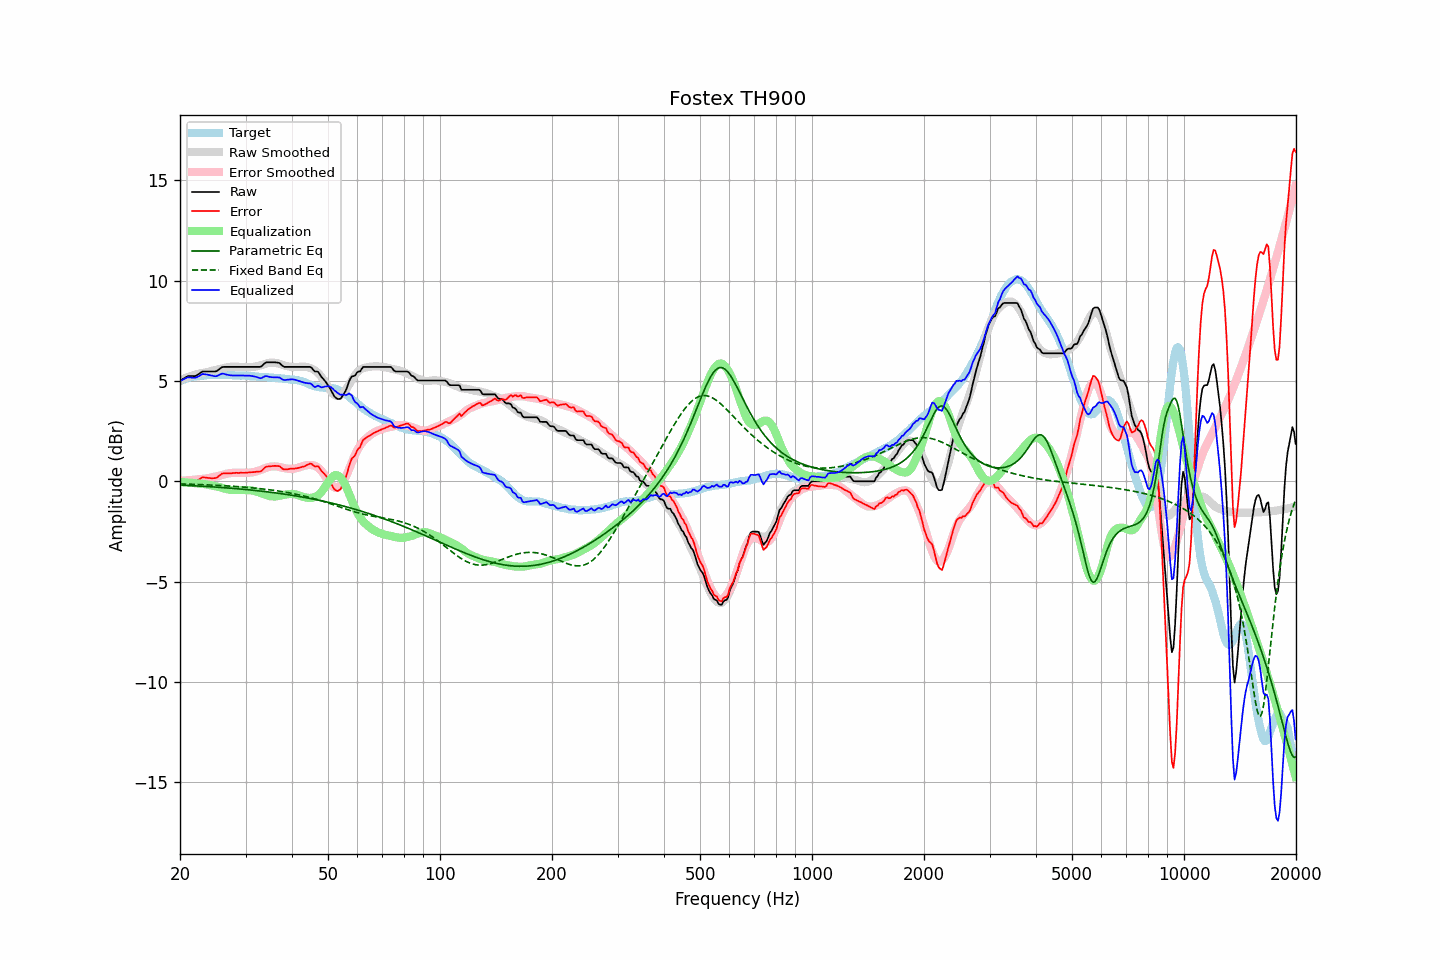 Fostex TH900
Target
Raw Smoothed
Error Smoothed
Raw
Error
Equalization
Parametric Eq
Fixed Band Eq
Equalized
15
10
5
0
−5
−10
−15
Amplitude (dBr)
20
50
100
200
500
1000
2000
5000
10000
20000
Frequency (Hz)